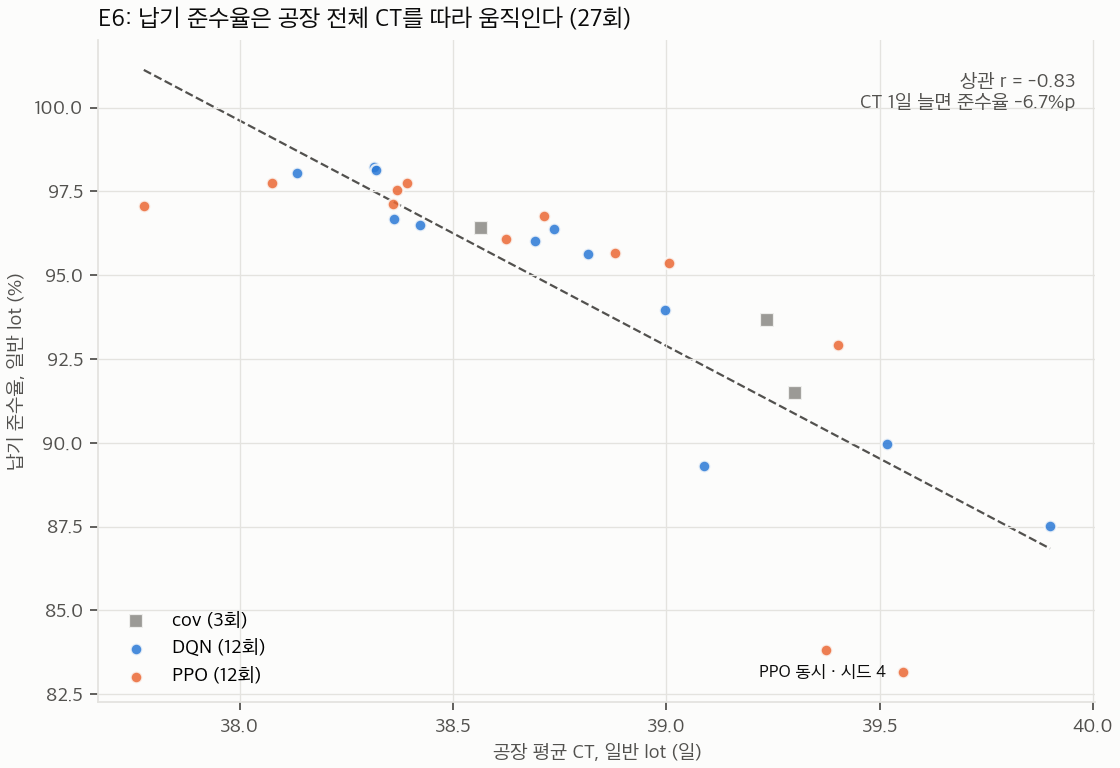 E6: 납기 준수율은 공장 전체 CT를 따라 움직인다 (27회)
상관 r = −0.83
CT 1일 늘면 준수율 −6.7%p
납기 준수율, 일반 lot (%)
100.0
97.5
95.0
92.5
90.0
87.5
85.0
82.5
cov (3회)
DQN (12회)
PPO (12회)
PPO 동시 · 시드 4
38.0
38.5
39.0
39.5
40.0
공장 평균 CT, 일반 lot (일)